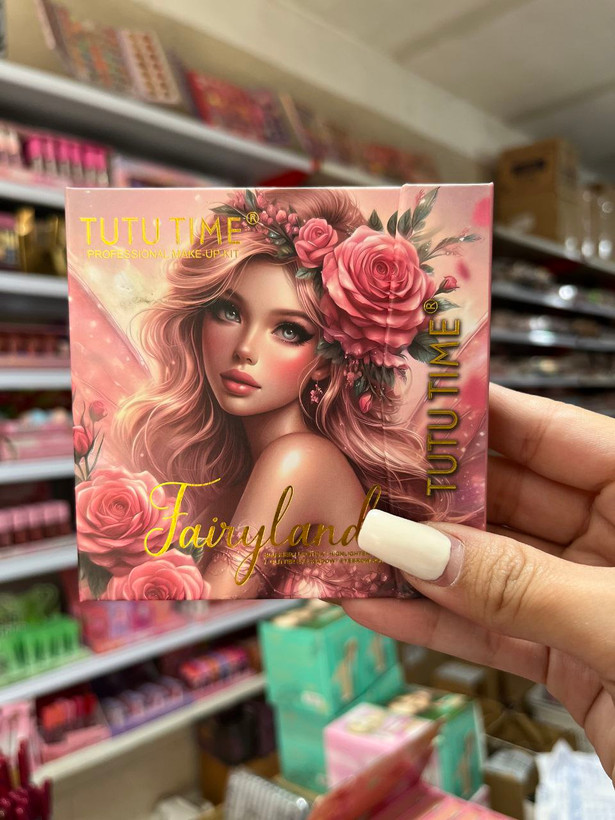 TUTU TIME®
PROFESSIONAL MAKE-UP KIT
TUTU TIME®
Fairyland